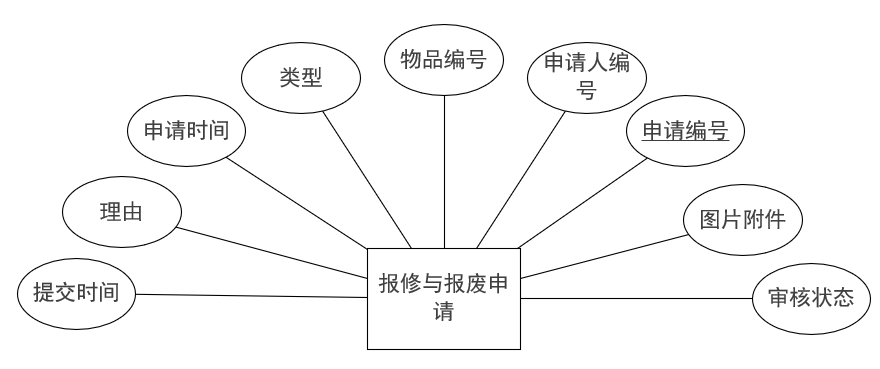 物品编号
申请人编
号
类型
申请时间
申请编号
理由
图片附件
提交时间
报修与报废申
请
审核状态